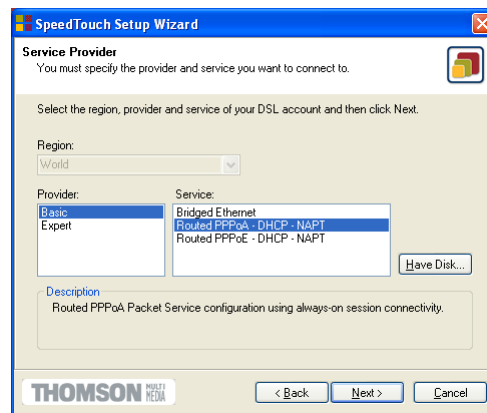 SpeedTouch Setup Wizard
Service Provider
You must specify the provider and service you want to connect to.
Select the region, provider and service of your DSL account and then click Next.
Region:
World
Provider:
Service:
Basic
Expert
Bridged Ethernet
Routed PPPoA - DHCP - NAPT
Routed PPPoE - DHCP - NAPT
Have Disk...
Description
Routed PPPoA Packet Service configuration using always-on session connectivity.
THOMSON MULTI MEDIA
< Back
Next >
Cancel